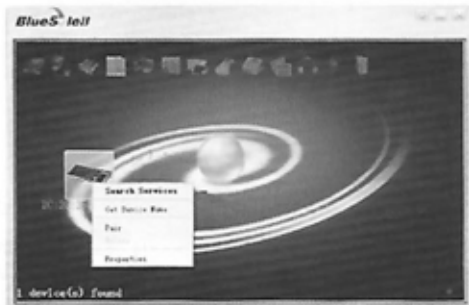 BlueSoleil
Search Services
Get Device Name
Pair
Properties
1 device(s) found